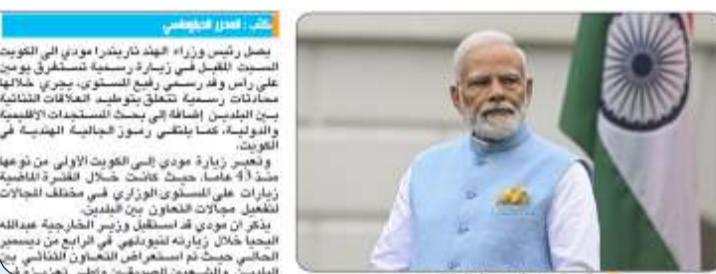 كتب : المحرر الدبلوماسي
يصل رئيس وزراء الهند ناريندرا مودي الى الكويت
السبت المقبل في زيارة رسمية تستغرق يومين
على رأس وفد رسمي رفيع المستوى، يجري خلالها
محادثات رسمية تتعلق بتوطيد العلاقات الثنائية
بين البلدين إضافة إلى بحث المستجدات الاقليمية
والدولية، كما يلتقي رموز الجالية الهندية في
الكويت.
وتعتبر زيارة مودي إلى الكويت الأولى من نوعها
منذ 43 عاما، حيث كانت خلال الفترة الماضية
زيارات على المستوى الوزاري في مختلف المجالات
لتفعيل مجالات التعاون بين البلدين.
يذكر ان مودي قد استقبل وزير الخارجية عبدالله
اليحيا خلال زيارته لنيودلهي في الرابع من ديسمبر
الحالي حيث تم استعراض التعاون الثنائي بين
البلدين والشعبين الصديقين